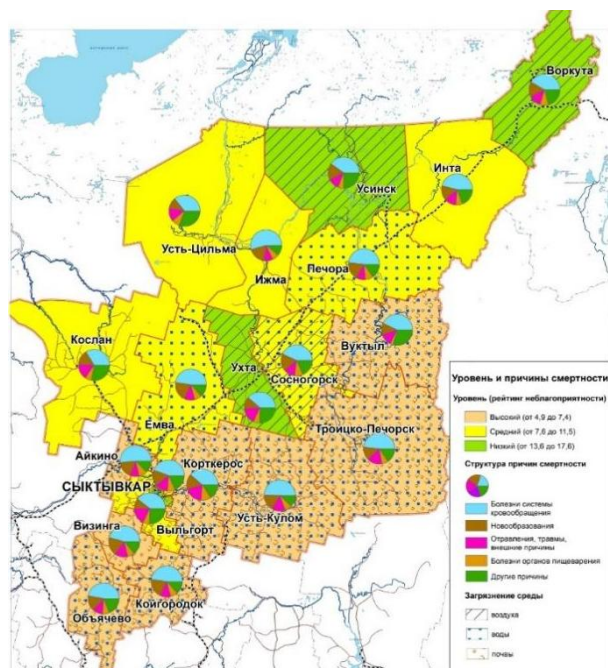 Воркута
Инта
Усинск
Усть-Цильма
Ижма
Печора
Кослан
Вуктыл
Ухта
Сосногорск
Емва
Троицко-Печорск
Айкино
Корткерос
СЫКТЫВКАР
Усть-Кулом
Выльгорт
Визинга
Койгородок
Объячево
Уровень и причины смертности
Уровень (рейтинг неблагоприятности)
Высокий (от 4,9 до 7,4)
Средний (от 7,6 до 11,5)
Низкий (от 13,6 до 17,6)
Структура причин смертности
Болезни системы
кровообращения
Новообразования
Отравления, травмы,
внешние причины
Болезни органов пищеварения
Другие причины
Загрязнение среды
воздуха
воды
почвы